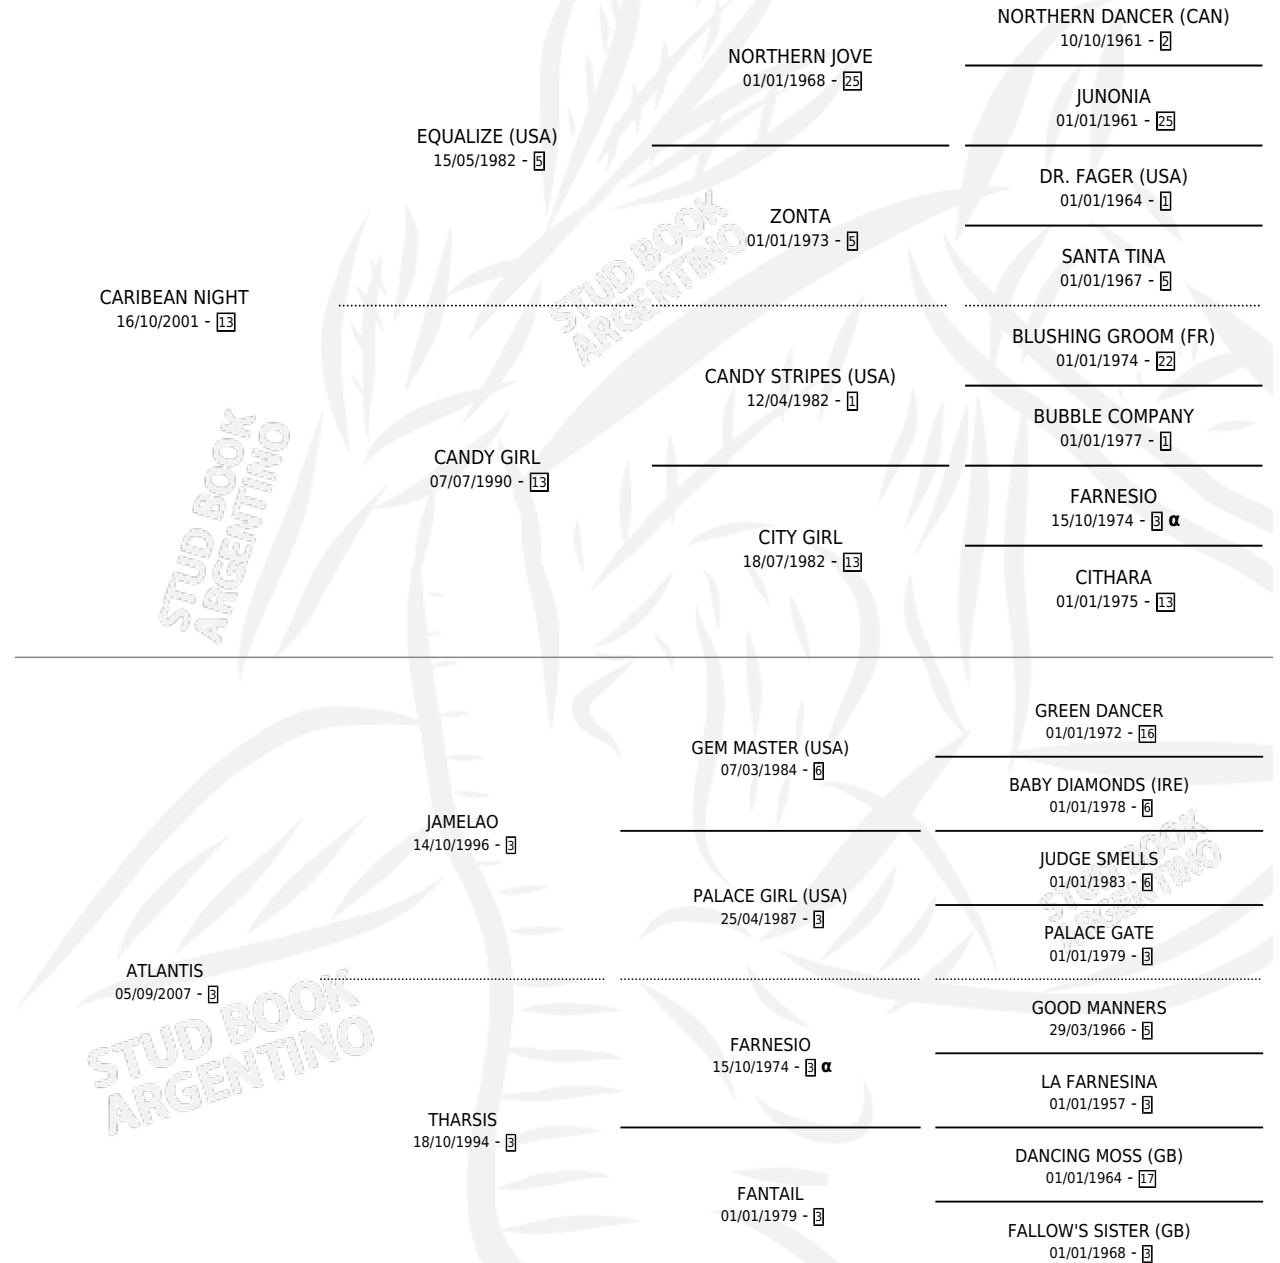 NORTHERN DANCER (CAN)
10/10/1961 - 2
NORTHERN JOVE
01/01/1968 - 25
JUNONIA
01/01/1961 - 25
EQUALIZE (USA)
15/05/1982 - 5
DR. FAGER (USA)
01/01/1964 - 1
ZONTA
01/01/1973 - 5
SANTA TINA
01/01/1967 - 5
CARIBEAN NIGHT
16/10/2001 - 13
BLUSHING GROOM (FR)
01/01/1974 - 22
CANDY STRIPES (USA)
12/04/1982 - 1
BUBBLE COMPANY
01/01/1977 - 1
CANDY GIRL
07/07/1990 - 13
FARNESIO
15/10/1974 - 3 α
CITY GIRL
18/07/1982 - 13
CITHARA
01/01/1975 - 13
GREEN DANCER
01/01/1972 - 16
GEM MASTER (USA)
07/03/1984 - 6
BABY DIAMONDS (IRE)
01/01/1978 - 6
JAMELAO
14/10/1996 - 3
JUDGE SMELLS
01/01/1983 - 6
PALACE GIRL (USA)
25/04/1987 - 3
PALACE GATE
01/01/1979 - 3
ATLANTIS
05/09/2007 - 3
GOOD MANNERS
29/03/1966 - 5
FARNESIO
15/10/1974 - 3 α
LA FARNESINA
01/01/1957 - 3
THARSIS
18/10/1994 - 3
DANCING MOSS (GB)
01/01/1964 - 17
FANTAIL
01/01/1979 - 3
FALLOW'S SISTER (GB)
01/01/1968 - 3
STUD BOOK
ARGENTINO
STUD BOOK
ARGENTINO
STUD BOOK
ARGENTINO
STUD BOOK
ARGENTINO